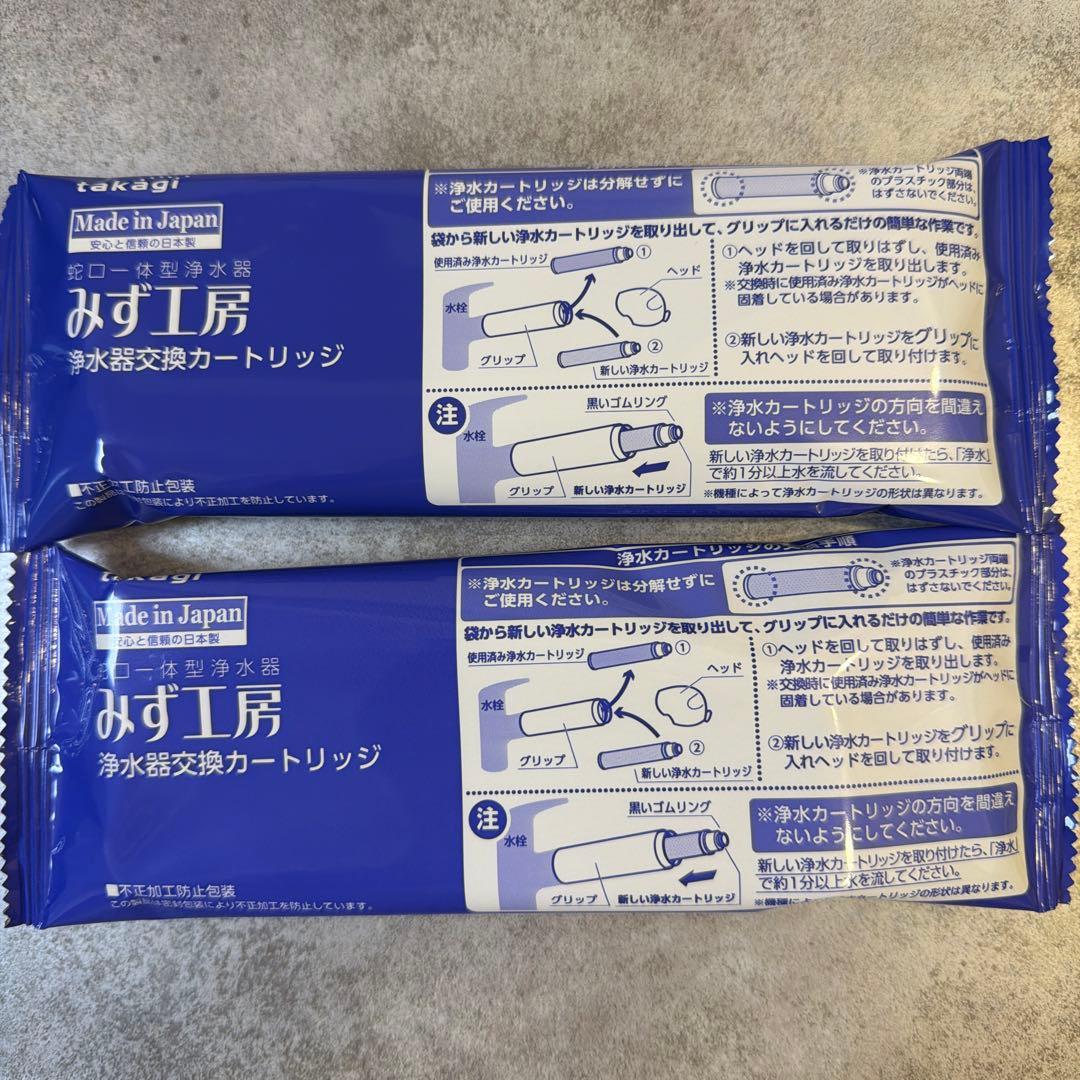 takagi
Made in Japan
安心と信頼の日本製
蛇口一体型浄水器
みず工房
浄水器交換カートリッジ
■不正加工防止包装
この製品は密封包装により不正加工を防止しています。
※浄水カートリッジは分解せずに
ご使用ください。
※浄水カートリッジ両端
のプラスチック部分は、
はずさないでください。
袋から新しい浄水カートリッジを取り出して、グリップに入れるだけの簡単な作業です。
使用済み浄水カートリッジ
①
ヘッド
水栓
グリップ
②
新しい浄水カートリッジ
①ヘッドを回して取りはずし、使用済み
浄水カートリッジを取り出します。
※交換時に使用済み浄水カートリッジがヘッドに
固着している場合があります。
②新しい浄水カートリッジをグリップに
入れヘッドを回して取り付けます。
注
水栓
黒いゴムリング
グリップ
新しい浄水カートリッジ
※浄水カートリッジの方向を間違え
ないようにしてください。
新しい浄水カートリッジを取り付けたら、「浄水」
で約1分以上水を流してください。
※機種によって浄水カートリッジの形状は異なります。
takagi
Made in Japan
安心と信頼の日本製
蛇口一体型浄水器
みず工房
浄水器交換カートリッジ
■不正加工防止包装
この製品は密封包装により不正加工を防止しています。
浄水カートリッジの交換手順
※浄水カートリッジは分解せずに
ご使用ください。
※浄水カートリッジ両端
のプラスチック部分は、
はずさないでください。
袋から新しい浄水カートリッジを取り出して、グリップに入れるだけの簡単な作業です。
使用済み浄水カートリッジ
①
ヘッド
水栓
グリップ
②
新しい浄水カートリッジ
①ヘッドを回して取りはずし、使用済み
浄水カートリッジを取り出します。
※交換時に使用済み浄水カートリッジがヘッドに
固着している場合があります。
②新しい浄水カートリッジをグリップに
入れヘッドを回して取り付けます。
注
水栓
黒いゴムリング
グリップ
新しい浄水カートリッジ
※浄水カートリッジの方向を間違え
ないようにしてください。
新しい浄水カートリッジを取り付けたら、「浄水」
で約1分以上水を流してください。
※機種によ カートリッジの形状は異なります。